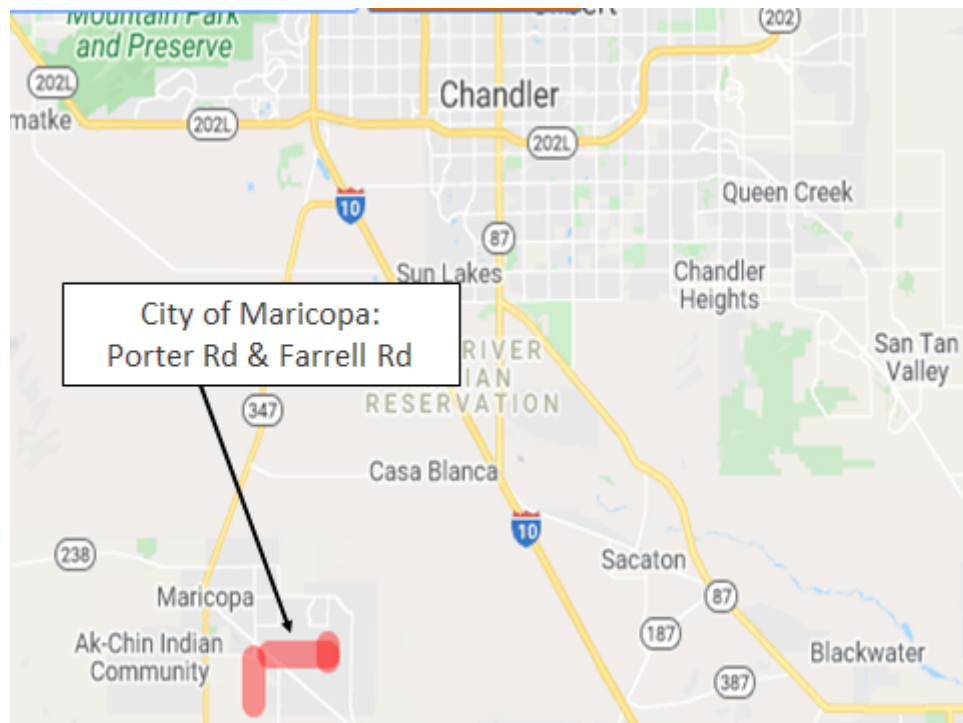 Mountain Park
and Preserve
202
202L
Chandler
matke
202L
202L
Queen Creek
10
87
Sun Lakes
Chandler
Heights
City of Maricopa:
Porter Rd & Farrell Rd
RIVER
RESERVATION
San Tan
Valley
347
Casa Blanca
10
238
Sacaton
Maricopa
87
Ak-Chin Indian
Community
187
Blackwater
387